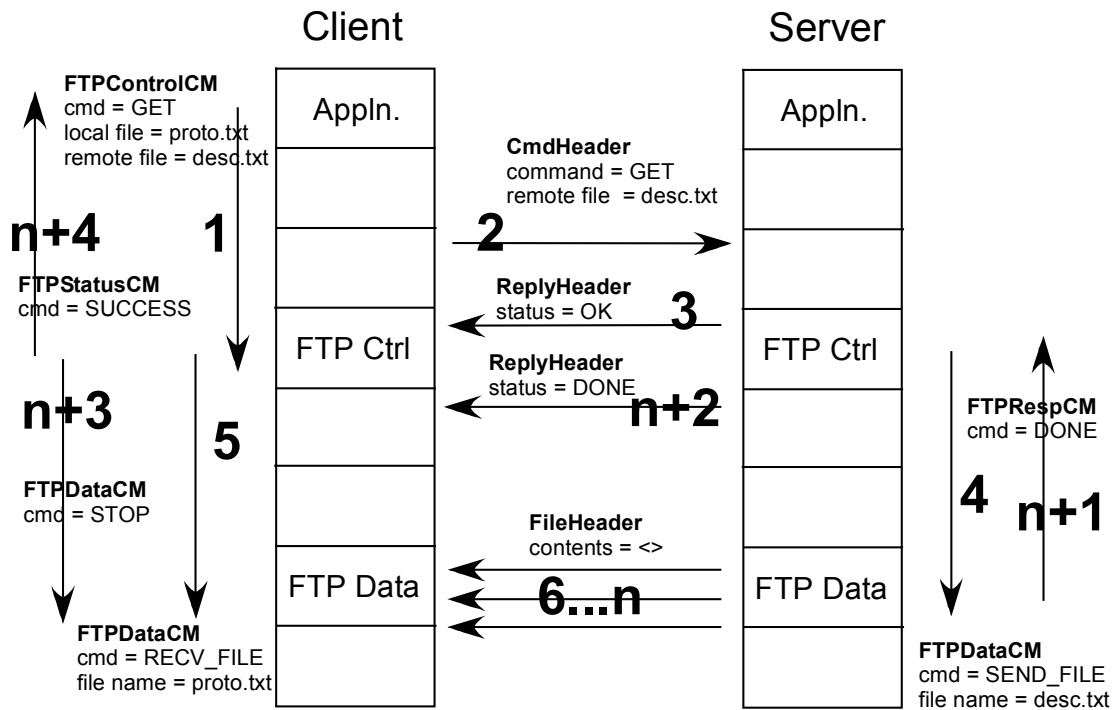 Client
Server
FTPControlCM
cmd = GET
local file = proto.txt
remote file = desc.txt
n+4
1
FTPStatusCM
cmd = SUCCESS
n+3
5
FTPDataCM
cmd = STOP
FTPDataCM
cmd = RECV_FILE
file name = proto.txt
Appln.
FTP Ctrl
FTP Data
CmdHeader
command = GET
remote file = desc.txt
2
ReplyHeader
status = OK
3
ReplyHeader
status = DONE
n+2
FileHeader
contents = <>
6...n
Appln.
FTP Ctrl
FTP Data
FTPRespCM
cmd = DONE
4
n+1
FTPDataCM
cmd = SEND_FILE
file name = desc.txt